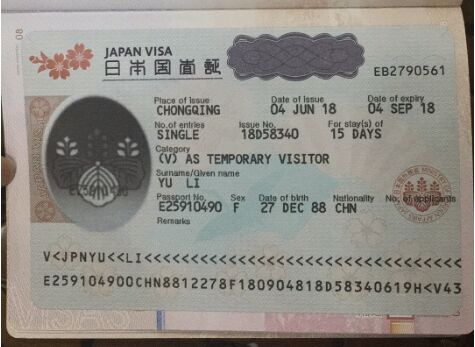 08
JAPAN VISA
日本国査証
EB2790561
Place of issue Date of issue Date of expiry
CHONGQING 04 JUN 18 04 SEP 18
No.of entries Issue No. For stay(s) of
SINGLE 18D58340 15 DAYS
Category
(V) AS TEMPORARY VISITOR
Surname/Given name
YU LI
Passport No. Sex Date of birth Nationality No. of applicants
E25910490 F 27 DEC 88 CHN
Remarks
E25910490
V<JPNYU<<LI<<<<<<<<<<<<<<<<<<<<<<<<<<<<<
E259104900CHN8812278F180904818D58340619H<V43